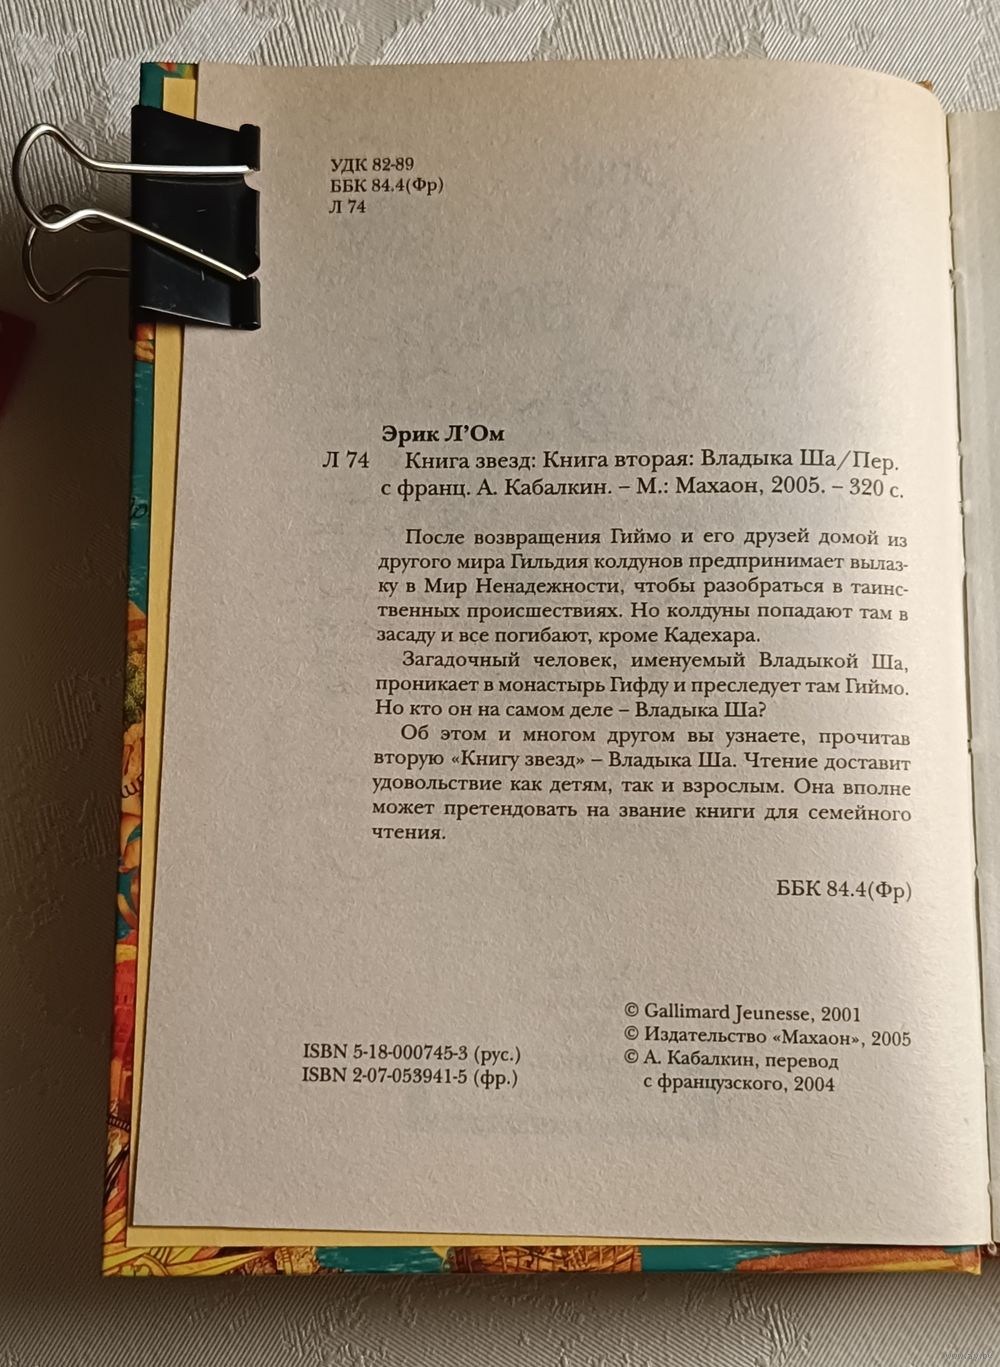 УДК 82-89
ББК 84.4(Фр)
Л 74
Эрик Л’Ом
Л 74 Книга звезд: Книга вторая: Владыка Ша/Пер.
с франц. А. Кабалкин. – М.: Махаон, 2005. – 320 с.
После возвращения Гиймо и его друзей домой из
другого мира Гильдия колдунов предпринимает вылаз-
ку в Мир Ненадежности, чтобы разобраться в таинс-
твенных происшествиях. Но колдуны попадают там в
засаду и все погибают, кроме Кадехара.
Загадочный человек, именуемый Владыкой Ша,
проникает в монастырь Гифду и преследует там Гиймо.
Но кто он на самом деле – Владыка Ша?
Об этом и многом другом вы узнаете, прочитав
вторую «Книгу звезд» – Владыка Ша. Чтение доставит
удовольствие как детям, так и взрослым. Она вполне
может претендовать на звание книги для семейного
чтения.
ББК 84.4(Фр)
© Gallimard Jeunesse, 2001
© Издательство «Махаон», 2005
© А. Кабалкин, перевод
с французского, 2004
ISBN 5-18-000745-3 (рус.)
ISBN 2-07-053941-5 (фр.)